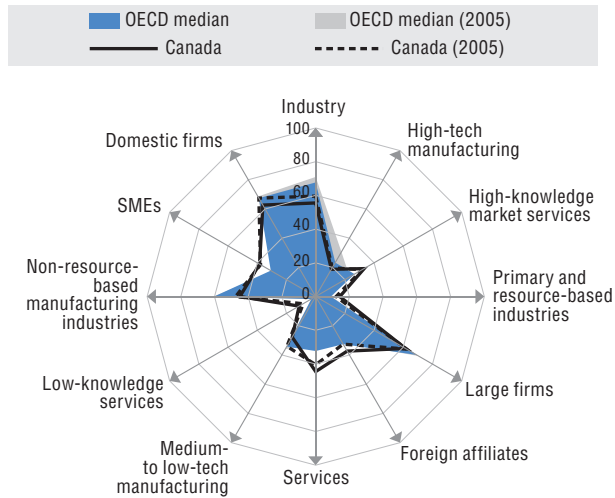 OECD median
OECD median (2005)
Canada
Canada (2005)
Industry
100
80
60
40
20
0
High-tech
manufacturing
High-knowledge
market services
Primary and
resource-based
industries
Large firms
Foreign affiliates
Services
Medium-
to low-tech
manufacturing
Low-knowledge
services
Non-resource-
based
manufacturing
industries
SMEs
Domestic firms